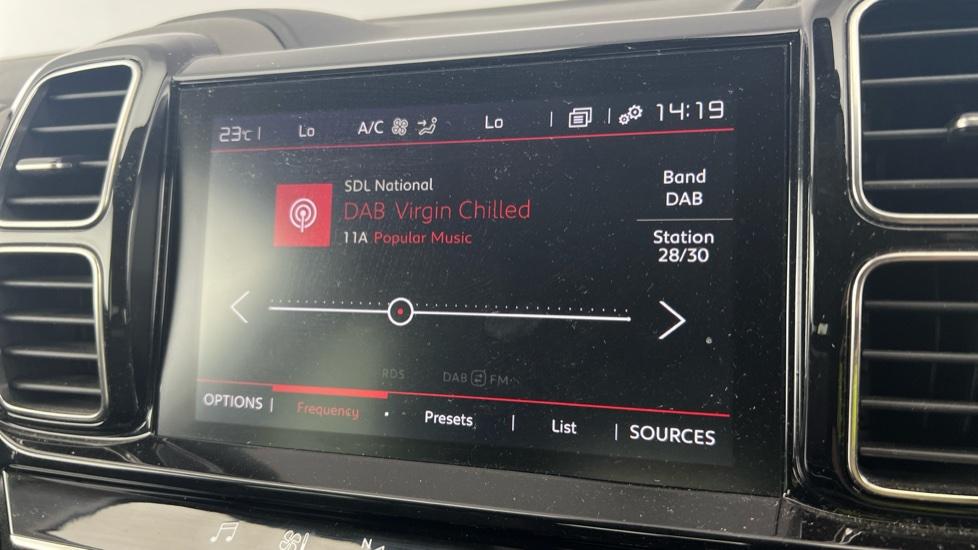 23°C | Lo A/C Lo | | 14:19
SDL National
DAB Virgin Chilled
11A Popular Music
Band
DAB
Station
28/30
RDS DAB FM
OPTIONS | Frequency Presets | List | SOURCES
N